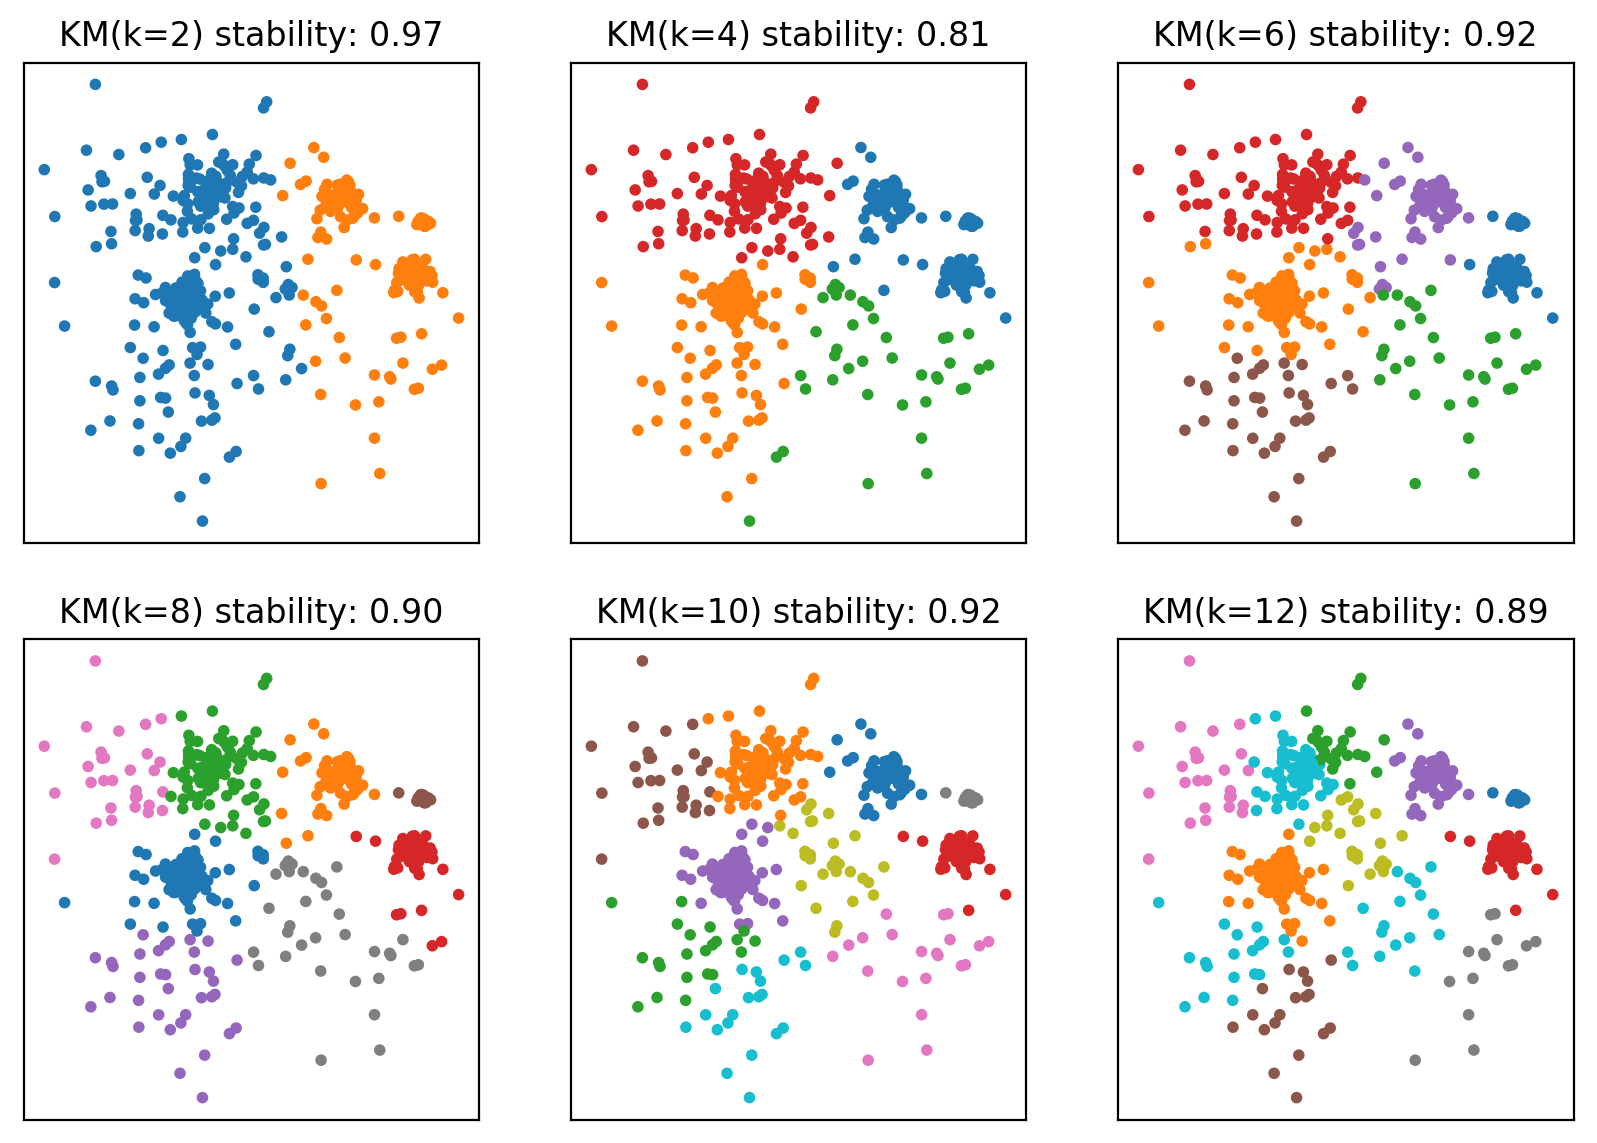 KM(k=2) stability: 0.97
KM(k=4) stability: 0.81
KM(k=6) stability: 0.92
KM(k=8) stability: 0.90
KM(k=10) stability: 0.92
KM(k=12) stability: 0.89